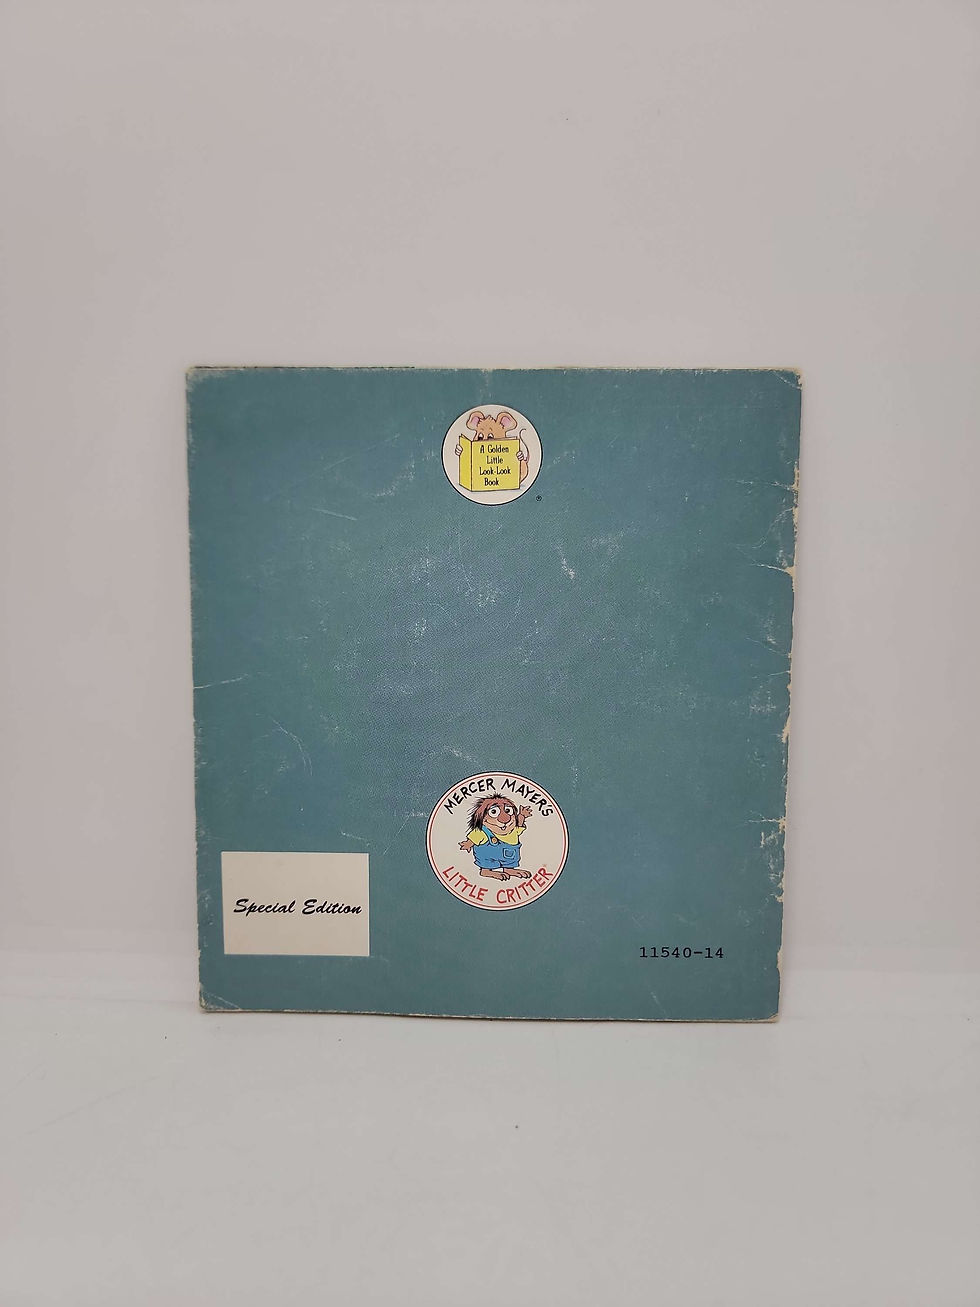 A Golden
Little
Look-Look
Book
®
MERCER MAYER'S
LITTLE CRITTER®
Special Edition
11540-14